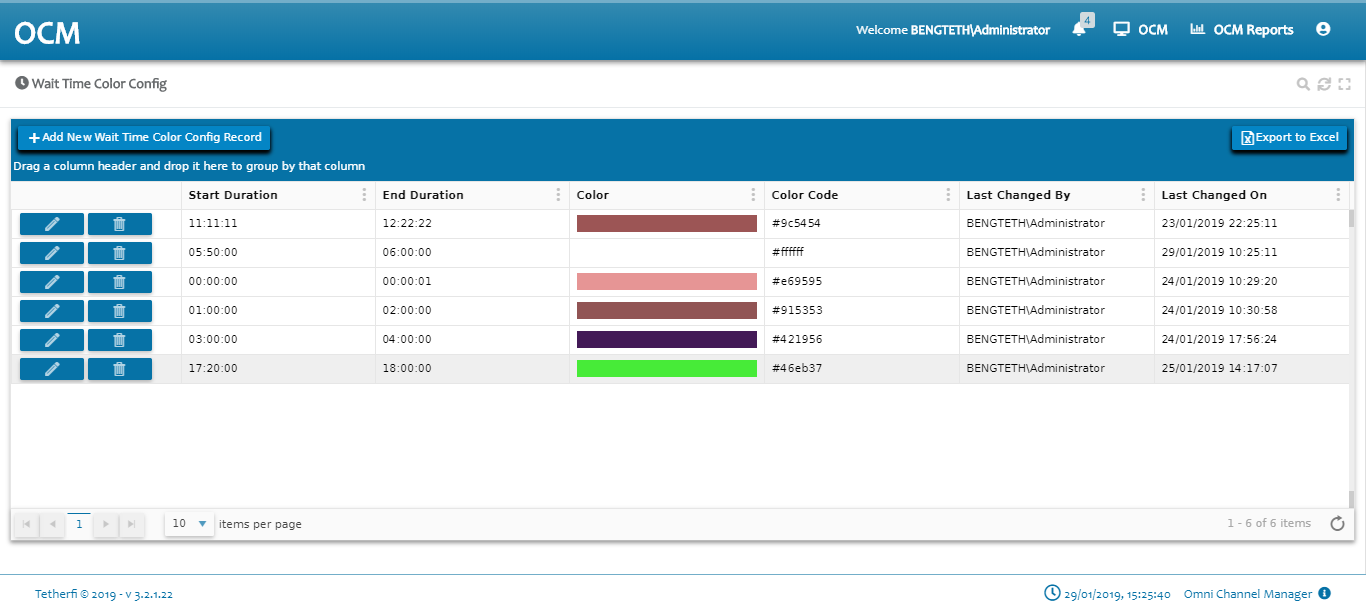 OCM
Welcome BENGTETH\Administrator
4
OCM
OCM Reports
Wait Time Color Config
Add New Wait Time Color Config Record
Export to Excel
Drag a column header and drop it here to group by that column
Start Duration End Duration Color Color Code Last Changed By Last Changed On
11:11:11 12:22:22 #9c5454 BENGTETH\Administrator 23/01/2019 22:25:11
05:50:00 06:00:00 #ffffff BENGTETH\Administrator 29/01/2019 10:25:11
00:00:00 00:00:01 #e69595 BENGTETH\Administrator 24/01/2019 10:29:20
01:00:00 02:00:00 #915353 BENGTETH\Administrator 24/01/2019 10:30:58
03:00:00 04:00:00 #421956 BENGTETH\Administrator 24/01/2019 17:56:24
17:20:00 18:00:00 #46eb37 BENGTETH\Administrator 25/01/2019 14:17:07
1 10 items per page 1 - 6 of 6 items
Tetherfi © 2019 - v 3.2.1.22 29/01/2019, 15:25:40 Omni Channel Manager